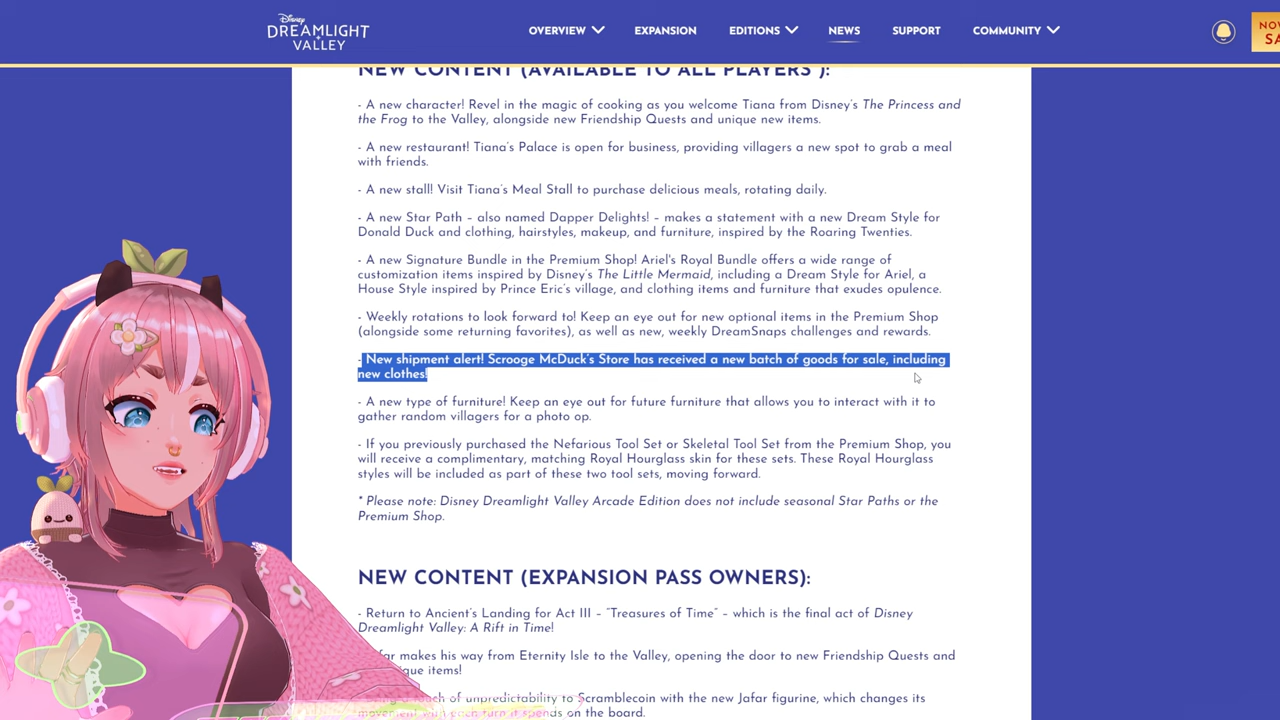 Disney
DREAMLIGHT
VALLEY
OVERVIEW
EXPANSION
EDITIONS
NEWS
SUPPORT
COMMUNITY
NEW CONTENT (AVAILABLE TO ALL PLAYERS*):
- A new character! Revel in the magic of cooking as you welcome Tiana from Disney's The Princess and
the Frog to the Valley, alongside new Friendship Quests and unique new items.
- A new restaurant! Tiana's Palace is open for business, providing villagers a new spot to grab a meal
with friends.
- A new stall! Visit Tiana's Meal Stall to purchase delicious meals, rotating daily.
- A new Star Path – also named Dapper Delights! – makes a statement with a new Dream Style for
Donald Duck and clothing, hairstyles, makeup, and furniture, inspired by the Roaring Twenties.
- A new Signature Bundle in the Premium Shop! Ariel's Royal Bundle offers a wide range of
customization items inspired by Disney's The Little Mermaid, including a Dream Style for Ariel, a
House Style inspired by Prince Eric's village, and clothing items and furniture that exudes opulence.
- Weekly rotations to look forward to! Keep an eye out for new optional items in the Premium Shop
(alongside some returning favorites), as well as new, weekly DreamSnaps challenges and rewards.
- New shipment alert! Scrooge McDuck's Store has received a new batch of goods for sale, including
new clothes!
- A new type of furniture! Keep an eye out for future furniture that allows you to interact with it to
gather random villagers for a photo op.
- If you previously purchased the Nefarious Tool Set or Skeletal Tool Set from the Premium Shop, you
will receive a complimentary, matching Royal Hourglass skin for these sets. These Royal Hourglass
styles will be included as part of these two tool sets, moving forward.
* Please note: Disney Dreamlight Valley Arcade Edition does not include seasonal Star Paths or the
Premium Shop.
NEW CONTENT (EXPANSION PASS OWNERS):
- Return to Ancient's Landing for Act III – "Treasures of Time" – which is the final act of Disney
Dreamlight Valley: A Rift in Time!
makes his way from Eternity Isle to the Valley, opening the door to new Friendship Quests and
items!
of unpredictability to Scramblecoin with the new Jafar figurine, which changes its
movement with each turn it spends on the board.